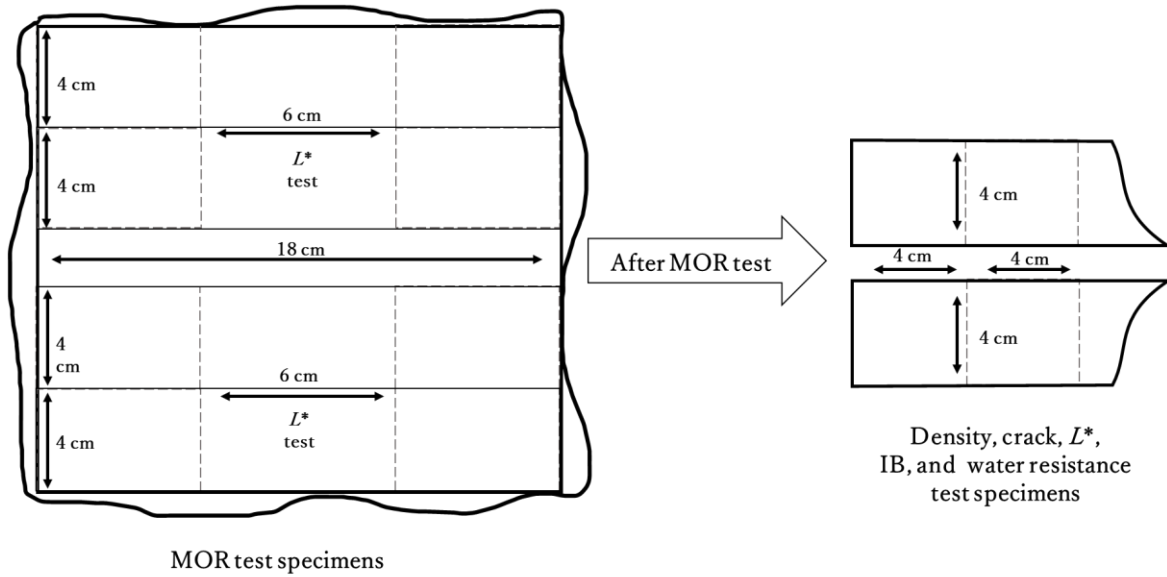 4 cm
6 cm
L*
test
4 cm
18 cm
4
cm
6 cm
L*
test
4 cm
MOR test specimens
After MOR test
4 cm
4 cm
4 cm
4 cm
Density, crack, L*,
IB, and water resistance
test specimens